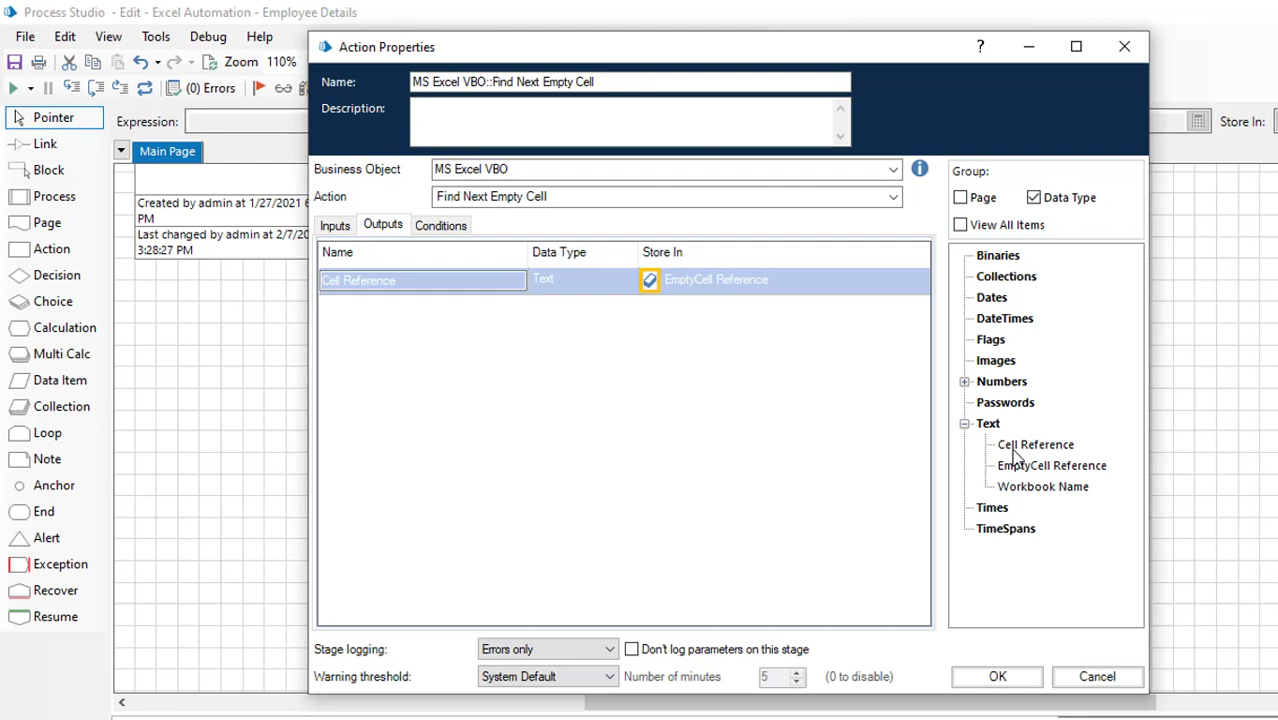 Process Studio - Edit - Excel Automation - Employee Details
File Edit View Tools Debug Help
Zoom 110%
(0) Errors
Expression:
Store In:
Main Page
Created by admin at 1/27/2021 6
PM
Last changed by admin at 2/7/20
3:28:27 PM
Pointer
Link
Block
Process
Page
Action
Decision
Choice
Calculation
Multi Calc
Data Item
Collection
Loop
Note
Anchor
End
Alert
Exception
Recover
Resume
Action Properties
?
Name: MS Excel VBO::Find Next Empty Cell
Description:
Business Object MS Excel VBO
Action Find Next Empty Cell
Inputs Outputs Conditions
Name Data Type Store In
Cell Reference Text EmptyCell Reference
Group:
Page Data Type
View All Items
Binaries
Collections
Dates
DateTimes
Flags
Images
Numbers
Passwords
Text
Cell Reference
EmptyCell Reference
Workbook Name
Times
TimeSpans
Stage logging: Errors only Don't log parameters on this stage
Warning threshold: System Default Number of minutes 5 (0 to disable)
OK Cancel